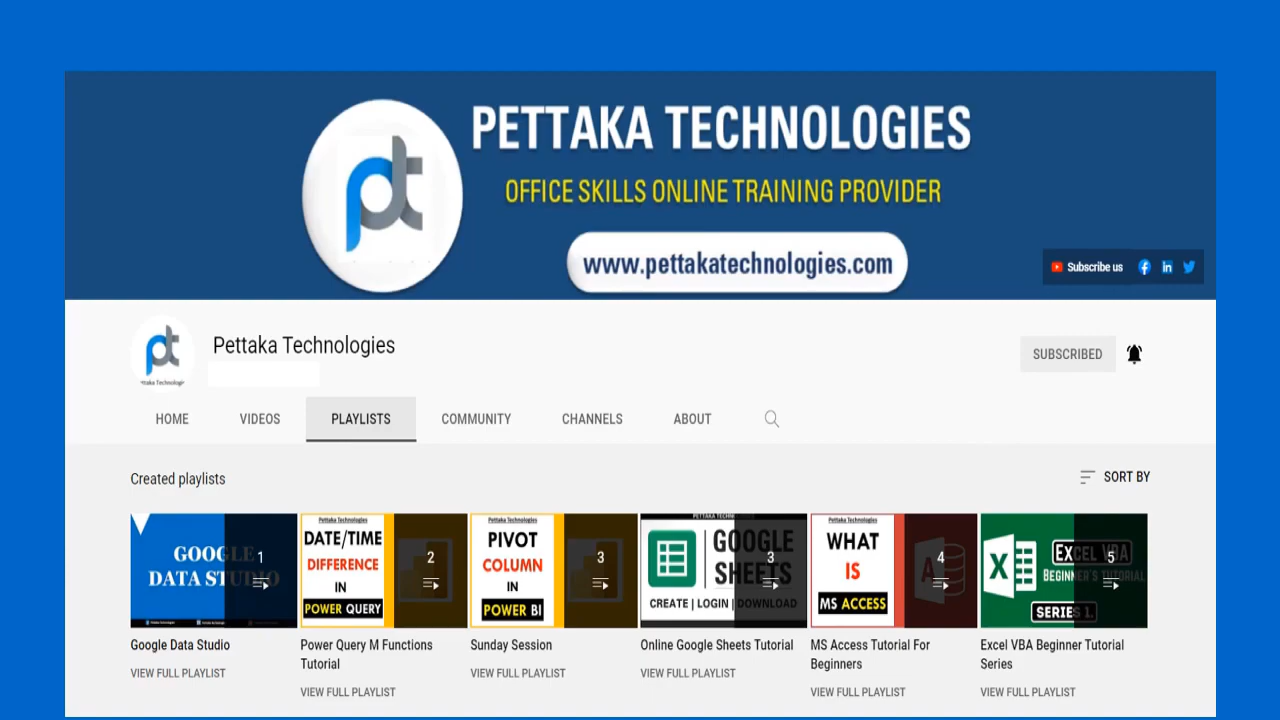 PETTAKA TECHNOLOGIES
OFFICE SKILLS ONLINE TRAINING PROVIDER
www.pettakatechnologies.com
Subscribe us
pt
Pettaka Technologies
SUBSCRIBED
HOME VIDEOS PLAYLISTS COMMUNITY CHANNELS ABOUT
Created playlists
SORT BY
GOOGLE
DATA STUDIO
1
Google Data Studio
VIEW FULL PLAYLIST
Pettaka Technologies
DATE/TIME
DIFFERENCE
IN
POWER QUERY
2
Power Query M Functions
Tutorial
VIEW FULL PLAYLIST
Pettaka Technologies
PIVOT
COLUMN
IN
POWER BI
3
Sunday Session
VIEW FULL PLAYLIST
GOOGLE
SHEETS
CREATE | LOGIN | DOWNLOAD
3
Online Google Sheets Tutorial
VIEW FULL PLAYLIST
Pettaka Technologies
WHAT
IS
MS ACCESS
4
MS Access Tutorial For
Beginners
VIEW FULL PLAYLIST
EXCEL VBA
BEGINNER'S TUTORIAL
SERIES 1.
5
Excel VBA Beginner Tutorial
Series
VIEW FULL PLAYLIST